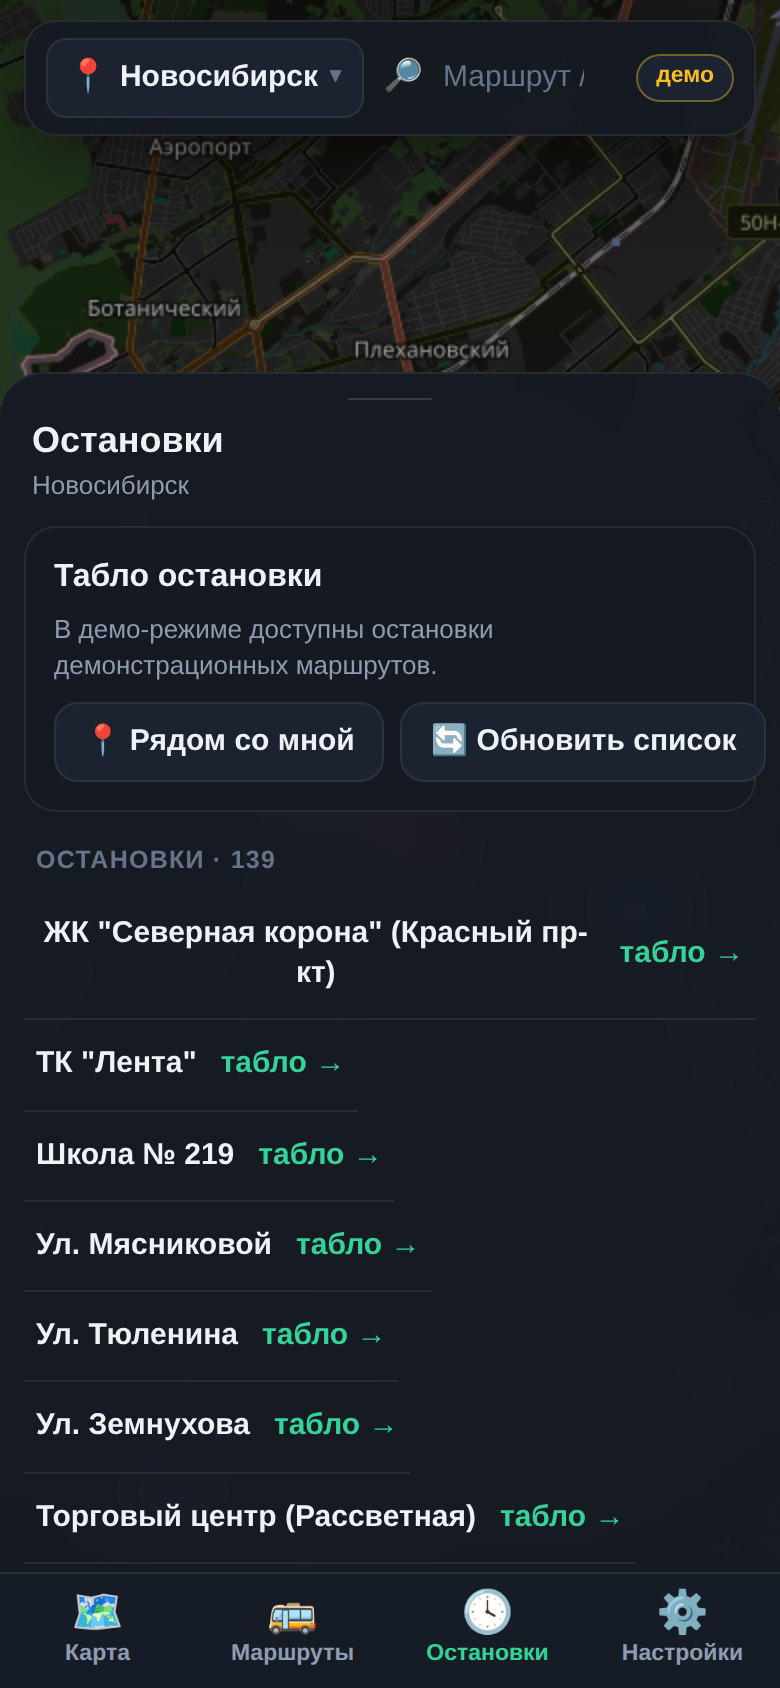 📍 Новосибирск ▾ 🔎 Маршрут / демо
Аэропорт
50Н-
Ботанический
Плехановский
Остановки
Новосибирск
Табло остановки
В демо-режиме доступны остановки
демонстрационных маршрутов.
📍 Рядом со мной 🔄 Обновить список
ОСТАНОВКИ · 139
ЖК "Северная корона" (Красный пр-
кт) табло →
ТК "Лента" табло →
Школа № 219 табло →
Ул. Мясниковой табло →
Ул. Тюленина табло →
Ул. Земнухова табло →
Торговый центр (Рассветная) табло →
Карта Маршруты Остановки Настройки